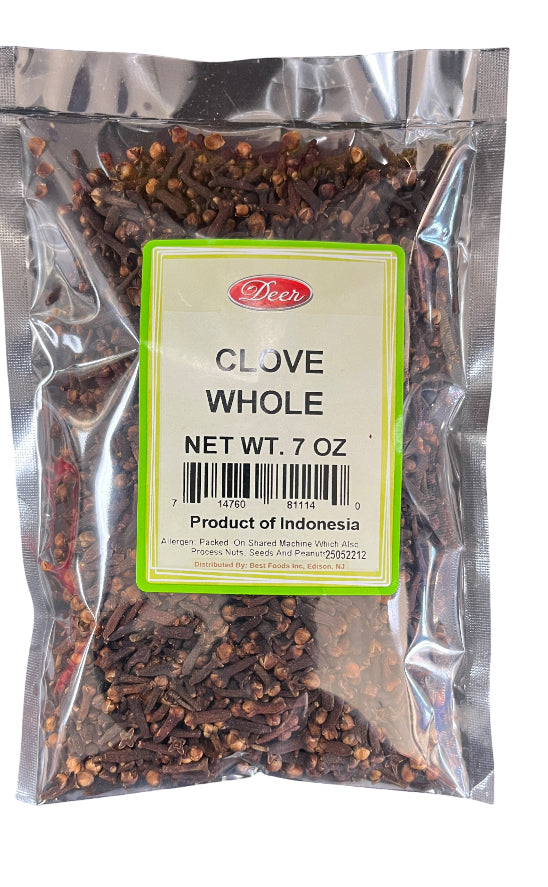 Deer
CLOVE
WHOLE
NET WT. 7 OZ
7 14760 81114 0
Product of Indonesia
Allergen: Packed On Shared Machine Which Also
Process Nuts, Seeds And Peanuts 25052212
Distributed By: Best Foods Inc, Edison, NJ